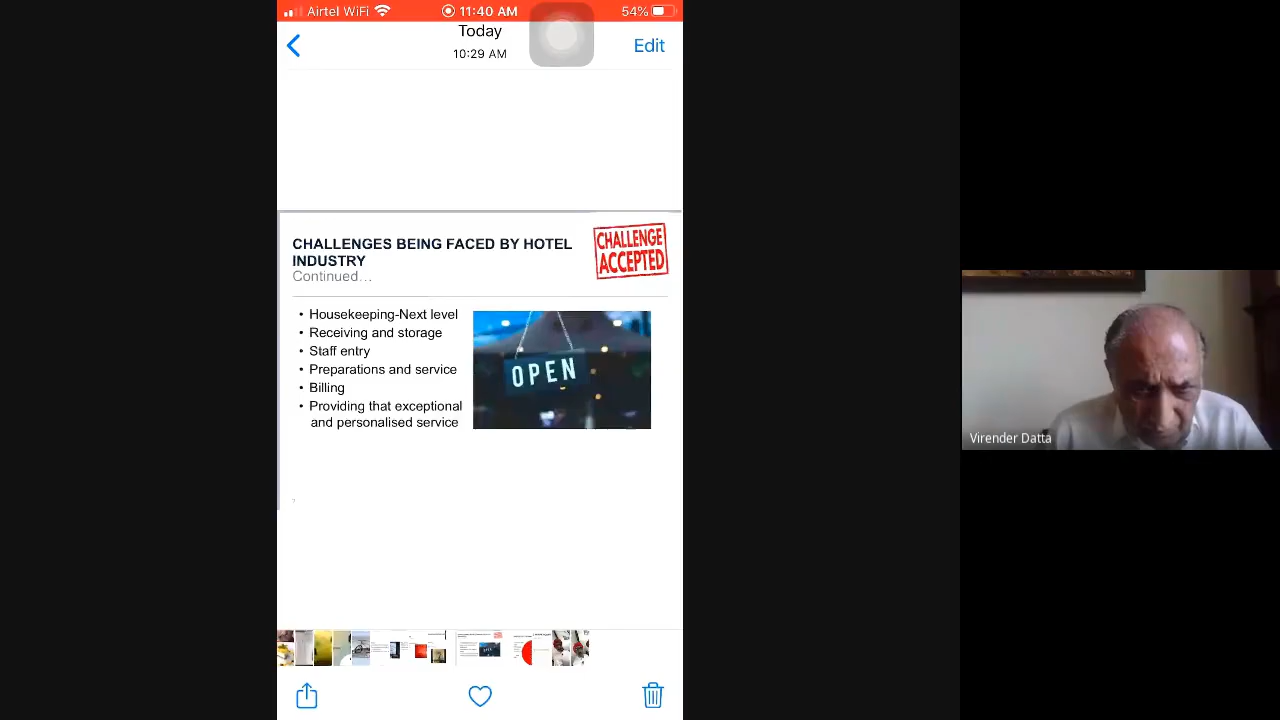 Airtel WiFi
11:40 AM
54%
Today
10:29 AM
Edit
CHALLENGES BEING FACED BY HOTEL
INDUSTRY
Continued...
CHALLENGE
ACCEPTED
• Housekeeping-Next level
• Receiving and storage
• Staff entry
• Preparations and service
• Billing
• Providing that exceptional
and personalised service
OPEN
Virender Datta